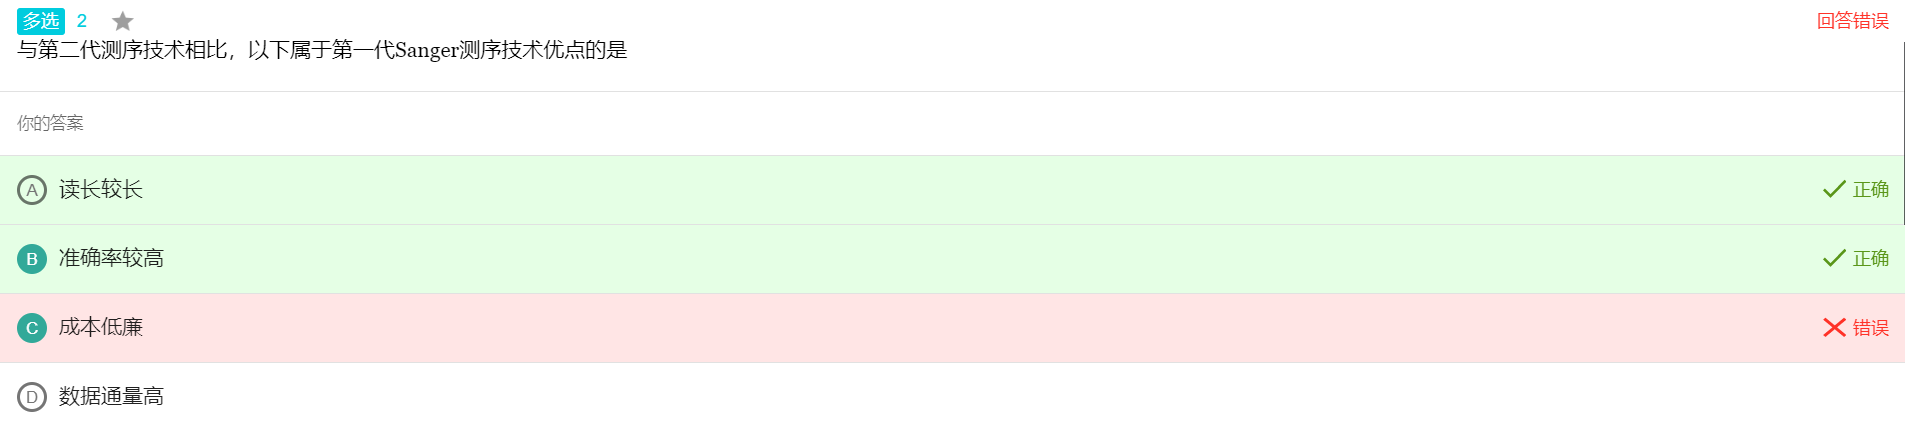 多选 2 回答错误
与第二代测序技术相比，以下属于第一代Sanger测序技术优点的是
你的答案
A 读长较长 正确
B 准确率较高 正确
C 成本低廉 错误
D 数据通量高